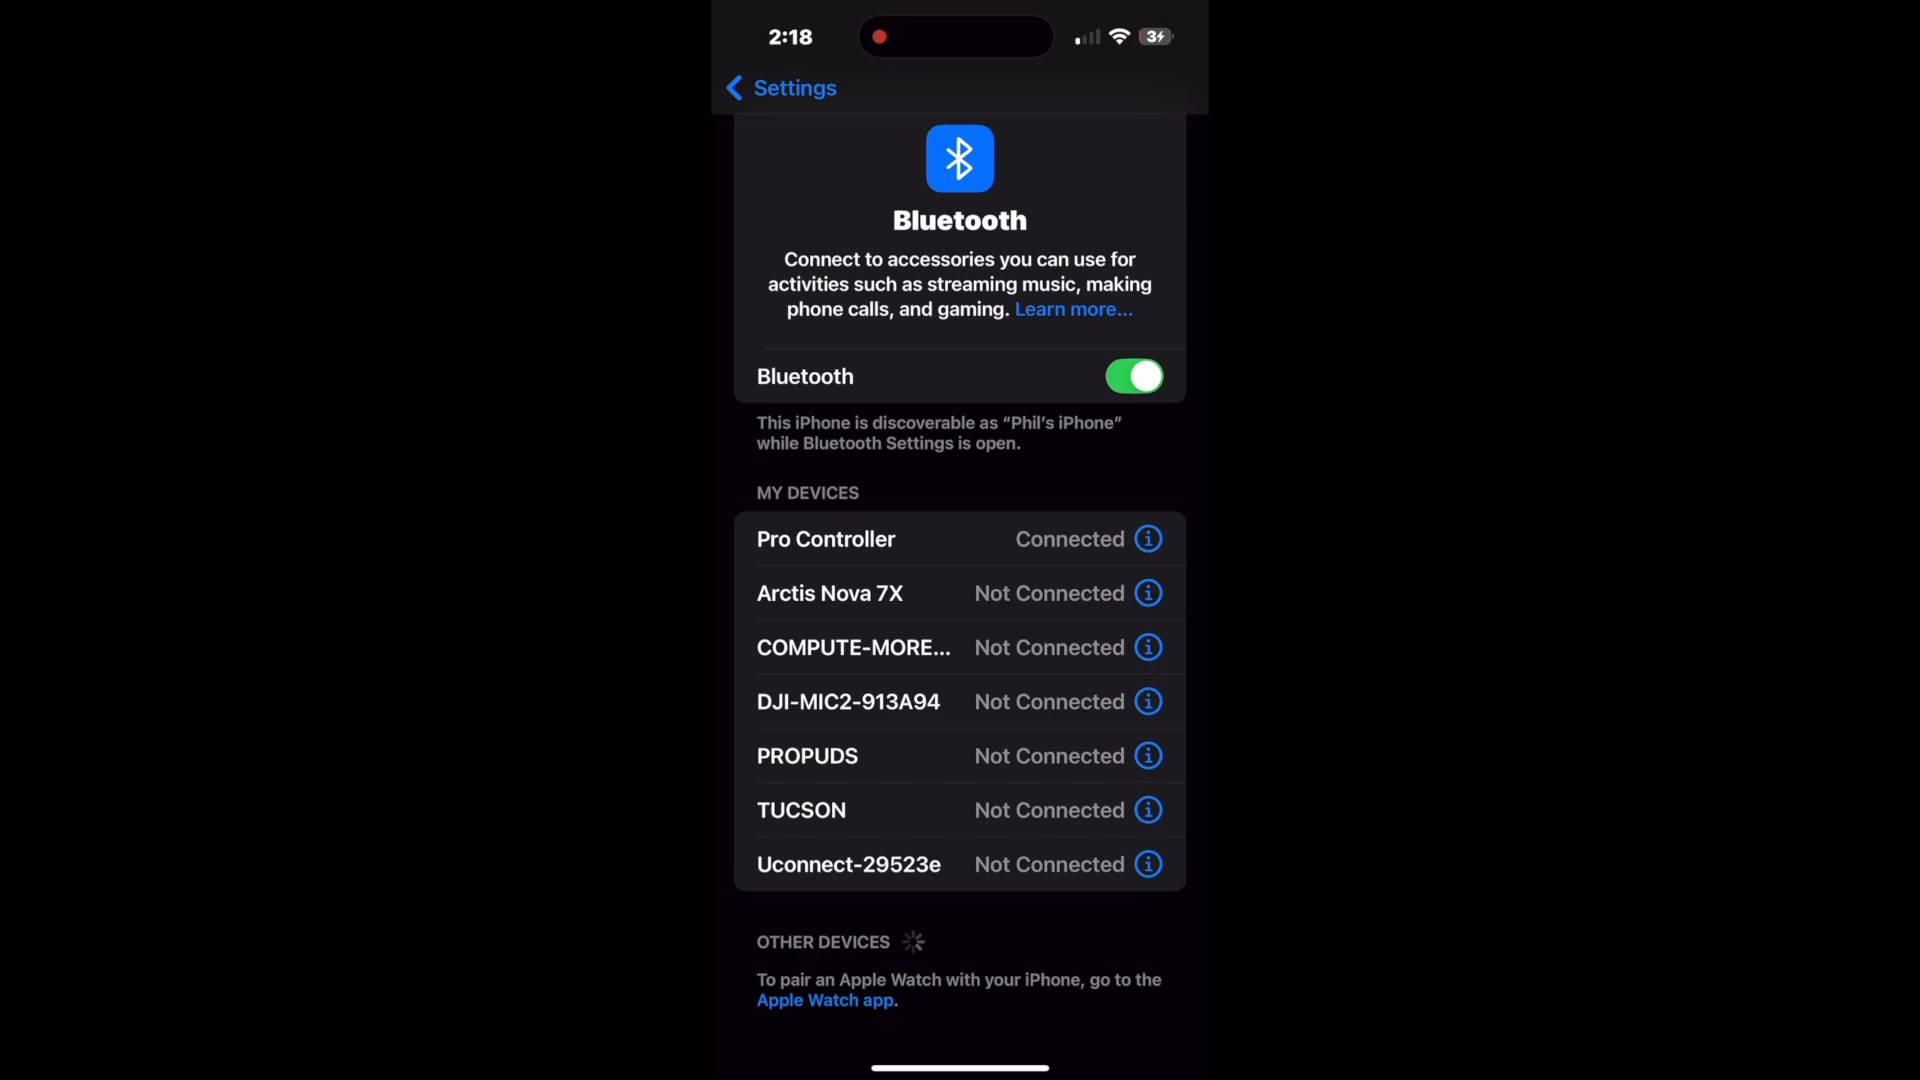 2:18
3
Settings
Bluetooth
Connect to accessories you can use for
activities such as streaming music, making
phone calls, and gaming. Learn more...
Bluetooth
This iPhone is discoverable as “Phil’s iPhone”
while Bluetooth Settings is open.
MY DEVICES
Pro Controller Connected
Arctis Nova 7X Not Connected
COMPUTE-MORE... Not Connected
DJI-MIC2-913A94 Not Connected
PROPUDS Not Connected
TUCSON Not Connected
Uconnect-29523e Not Connected
OTHER DEVICES
To pair an Apple Watch with your iPhone, go to the
Apple Watch app.